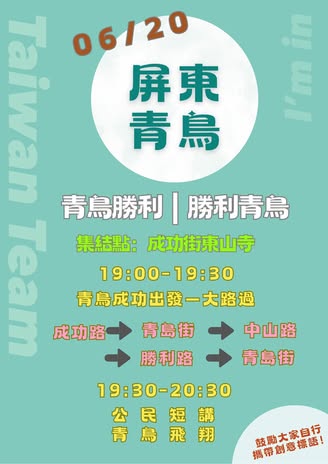 Taiwan Team
I'm in
06/20
屏東
青鳥
青鳥勝利 | 勝利青鳥
集結點：成功街東山寺
19:00-19:30
青鳥成功出發一大路過
成功路➡青島街➡中山路
➡勝利路➡青島街
19:30-20:30
公民短講
青鳥飛翔
鼓勵大家自行
攜帶創意標語！